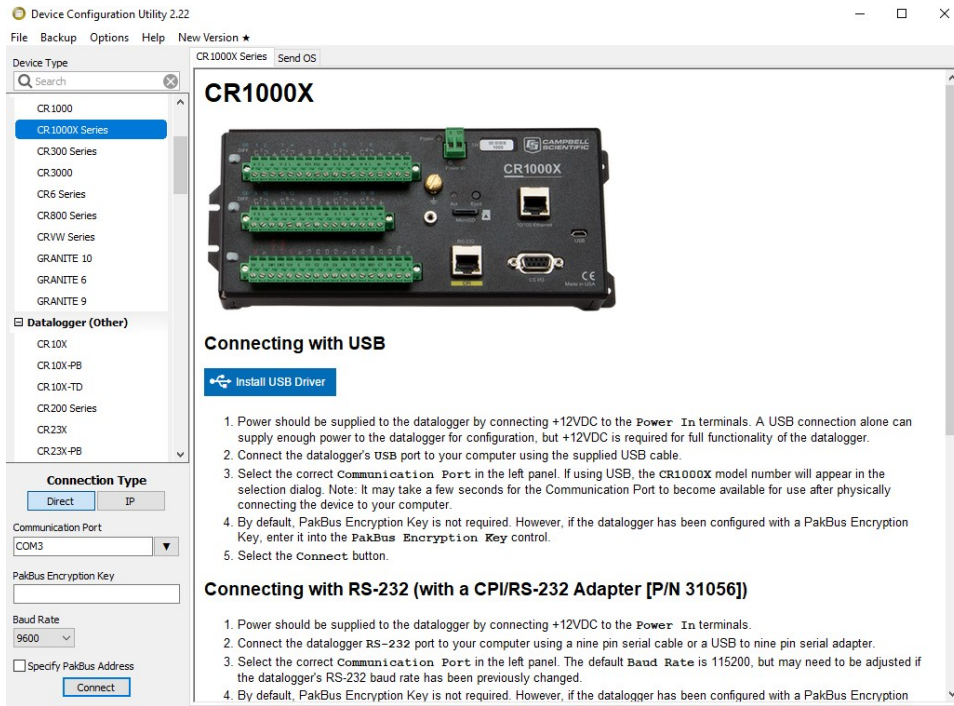 Device Configuration Utility 2.22
File Backup Options Help New Version ★
Device Type
Search
CR1000
CR1000X Series
CR300 Series
CR3000
CR6 Series
CR800 Series
CRVW Series
GRANITE 10
GRANITE 6
GRANITE 9
Datalogger (Other)
CR10X
CR10X-PB
CR10X-TD
CR200 Series
CR23X
CR23X-PB
Connection Type
Direct IP
Communication Port
COM3
PakBus Encryption Key
Baud Rate
9600
Specify PakBus Address
Connect
CR1000X Series Send OS
CR1000X
CAMPBELL
SCIENTIFIC
CR1000X
Power In
10/100 Ethernet
USB
RS-232
CPI
CS I/O
CE
Made in USA
Connecting with USB
Install USB Driver
1. Power should be supplied to the datalogger by connecting +12VDC to the Power In terminals. A USB connection alone can
supply enough power to the datalogger for configuration, but +12VDC is required for full functionality of the datalogger.
2. Connect the datalogger's USB port to your computer using the supplied USB cable.
3. Select the correct Communication Port in the left panel. If using USB, the CR1000X model number will appear in the
selection dialog. Note: It may take a few seconds for the Communication Port to become available for use after physically
connecting the device to your computer.
4. By default, PakBus Encryption Key is not required. However, if the datalogger has been configured with a PakBus Encryption
Key, enter it into the PakBus Encryption Key control.
5. Select the Connect button.
Connecting with RS-232 (with a CPI/RS-232 Adapter [P/N 31056])
1. Power should be supplied to the datalogger by connecting +12VDC to the Power In terminals.
2. Connect the datalogger RS-232 port to your computer using a nine pin serial cable or a USB to nine pin serial adapter.
3. Select the correct Communication Port in the left panel. The default Baud Rate is 115200, but may need to be adjusted if
the datalogger's RS-232 baud rate has been previously changed.
4. By default, PakBus Encryption Key is not required. However, if the datalogger has been configured with a PakBus Encryption